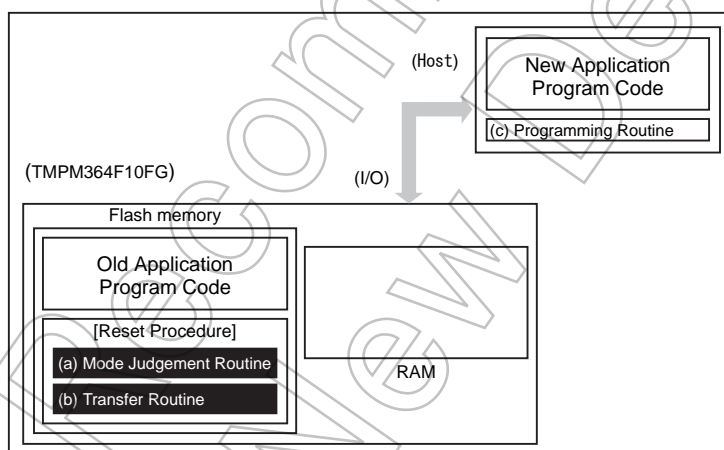 (Host)
New Application
Program Code
(c) Programming Routine
(TMPM364F10FG)
(I/O)
Flash memory
Old Application
Program Code
[Reset Procedure]
(a) Mode Judgement Routine
(b) Transfer Routine
RAM